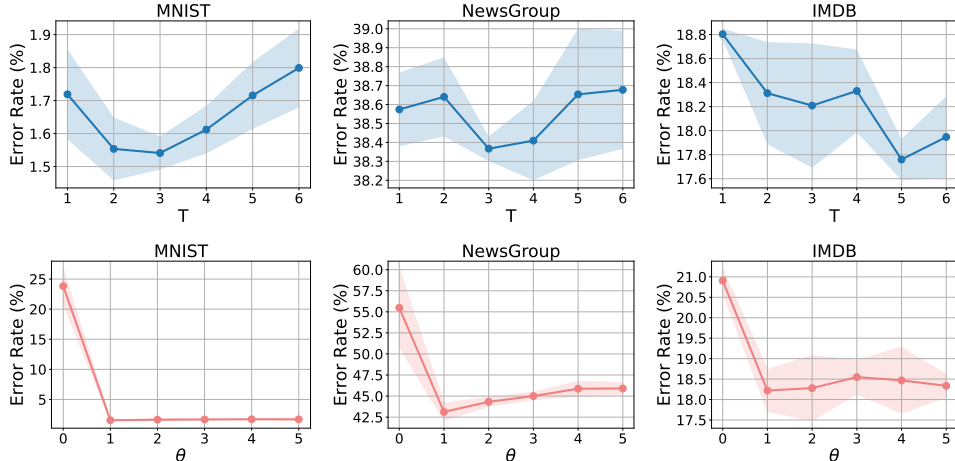 MNIST
Error Rate (%)
1.9
1.8
1.7
1.6
1.5
1 2 3 4 5 6
T
NewsGroup
Error Rate (%)
39.0
38.9
38.8
38.7
38.6
38.5
38.4
38.3
38.2
1 2 3 4 5 6
T
IMDB
Error Rate (%)
18.8
18.6
18.4
18.2
18.0
17.8
17.6
1 2 3 4 5 6
T
MNIST
Error Rate (%)
25
20
15
10
5
0 1 2 3 4 5
θ
NewsGroup
Error Rate (%)
60.0
57.5
55.0
52.5
50.0
47.5
45.0
42.5
0 1 2 3 4 5
θ
IMDB
Error Rate (%)
21.0
20.5
20.0
19.5
19.0
18.5
18.0
17.5
0 1 2 3 4 5
θ